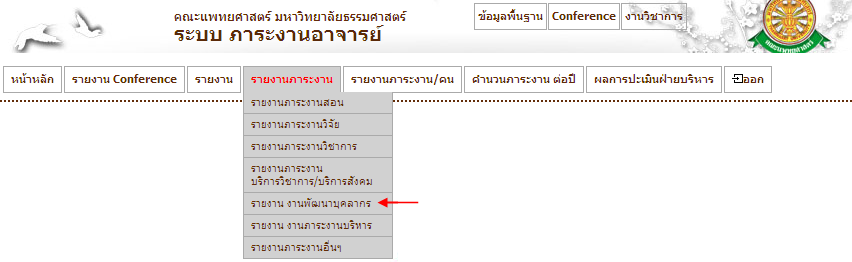 คณะแพทยศาสตร์ มหาวิทยาลัยธรรมศาสตร์
ระบบ ภาระงานอาจารย์
ข้อมูลพื้นฐาน Conference งานวิชาการ
คณะแพทยศาสตร์
หน้าหลัก รายงาน Conference รายงาน รายงานภาระงาน รายงานภาระงาน/คน คำนวนภาระงาน ต่อปี ผลการประเมินฝ่ายบริหาร ออก
รายงานภาระงานสอน
รายงานภาระงานวิจัย
รายงานภาระงานวิชาการ
รายงานภาระงาน
บริการวิชาการ/บริการสังคม
รายงาน งานพัฒนาบุคลากร
รายงาน งานภาระงานบริหาร
รายงานภาระงานอื่นๆ